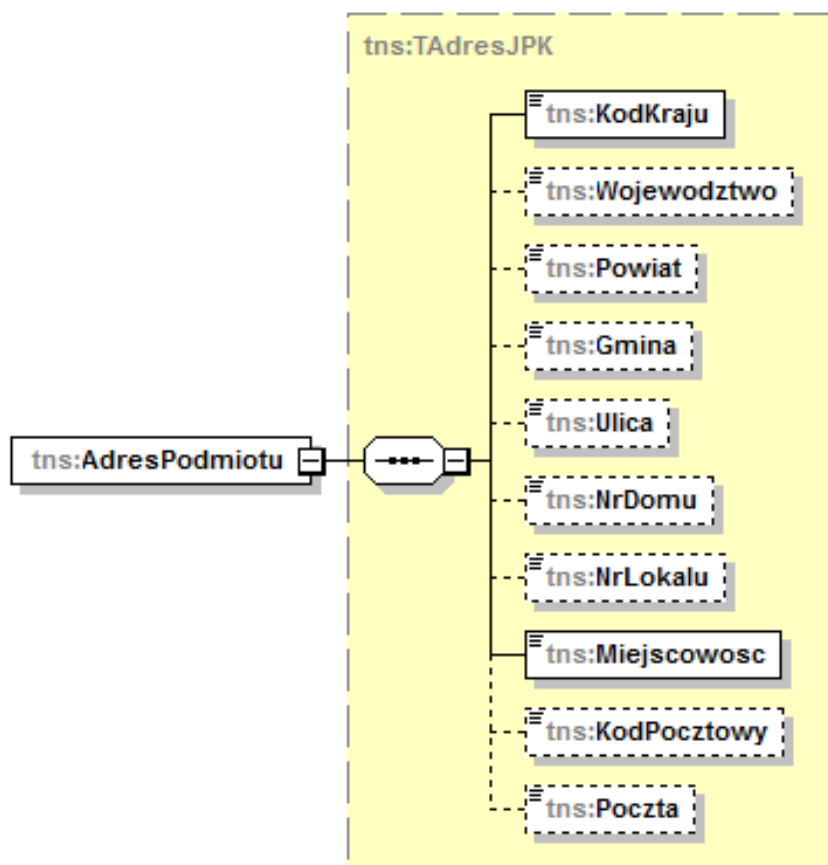 tns:TAdresJPK
tns:KodKraju
tns:Wojewodztwo
tns:Powiat
tns:Gmina
tns:Ulica
tns:AdresPodmiotu
tns:NrDomu
tns:NrLokalu
tns:Miejscowosc
tns:KodPocztowy
tns:Poczta